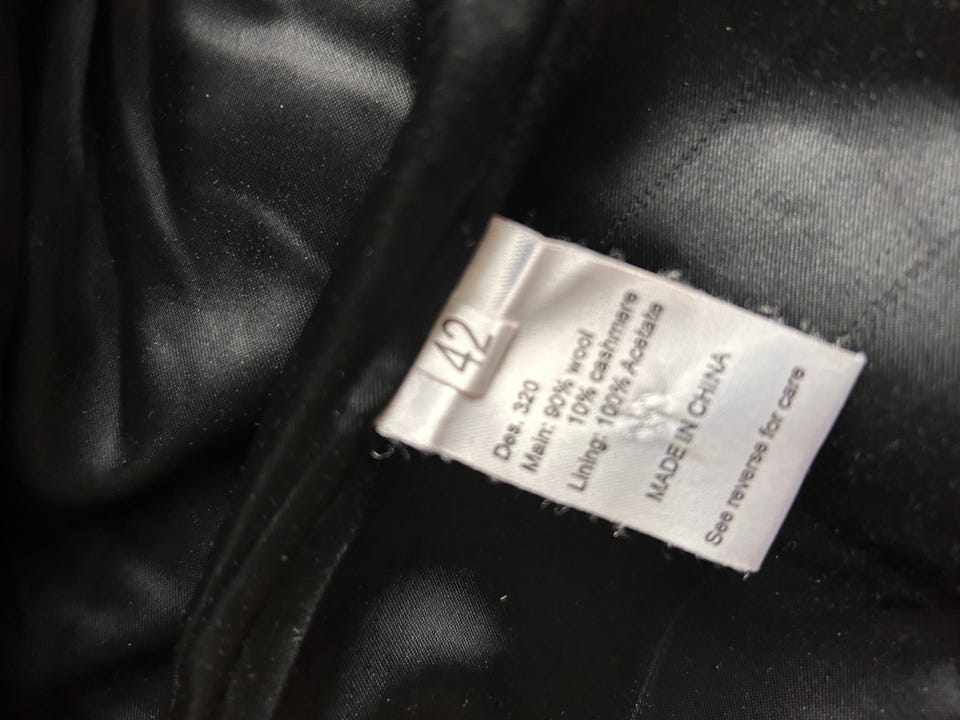 42
Des. 320
Main: 90% wool
10% cashmere
Lining: 100% Acetate
MADE IN CHINA
See reverse for care